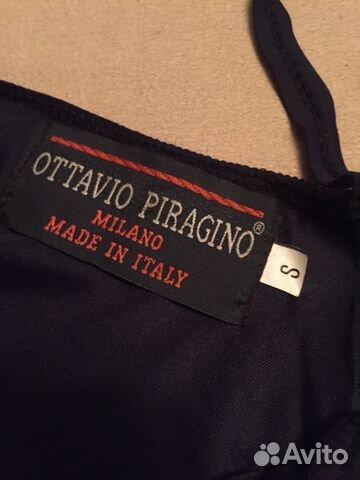 OTTAVIO PIRAGINO®
MILANO
MADE IN ITALY
S
Avito